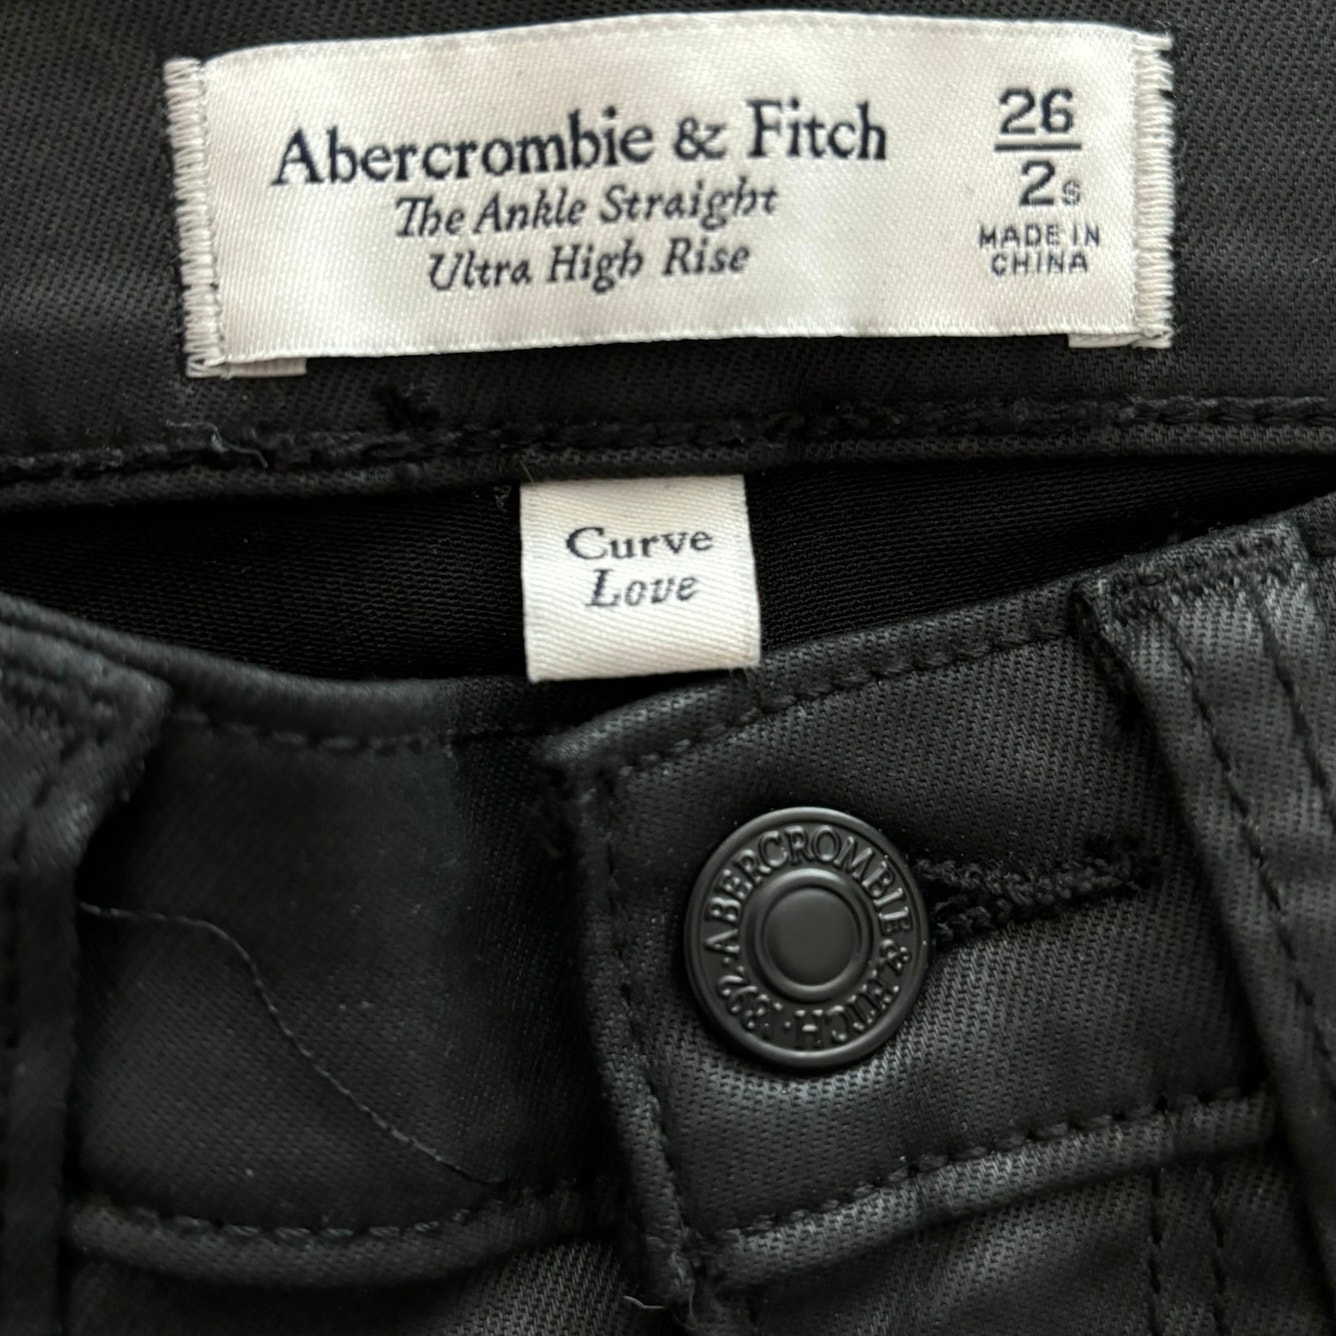 Abercrombie & Fitch
The Ankle Straight
Ultra High Rise
26
2s
MADE IN
CHINA
Curve
Love
ABERCROMBIE & FITCH · 1892 ·